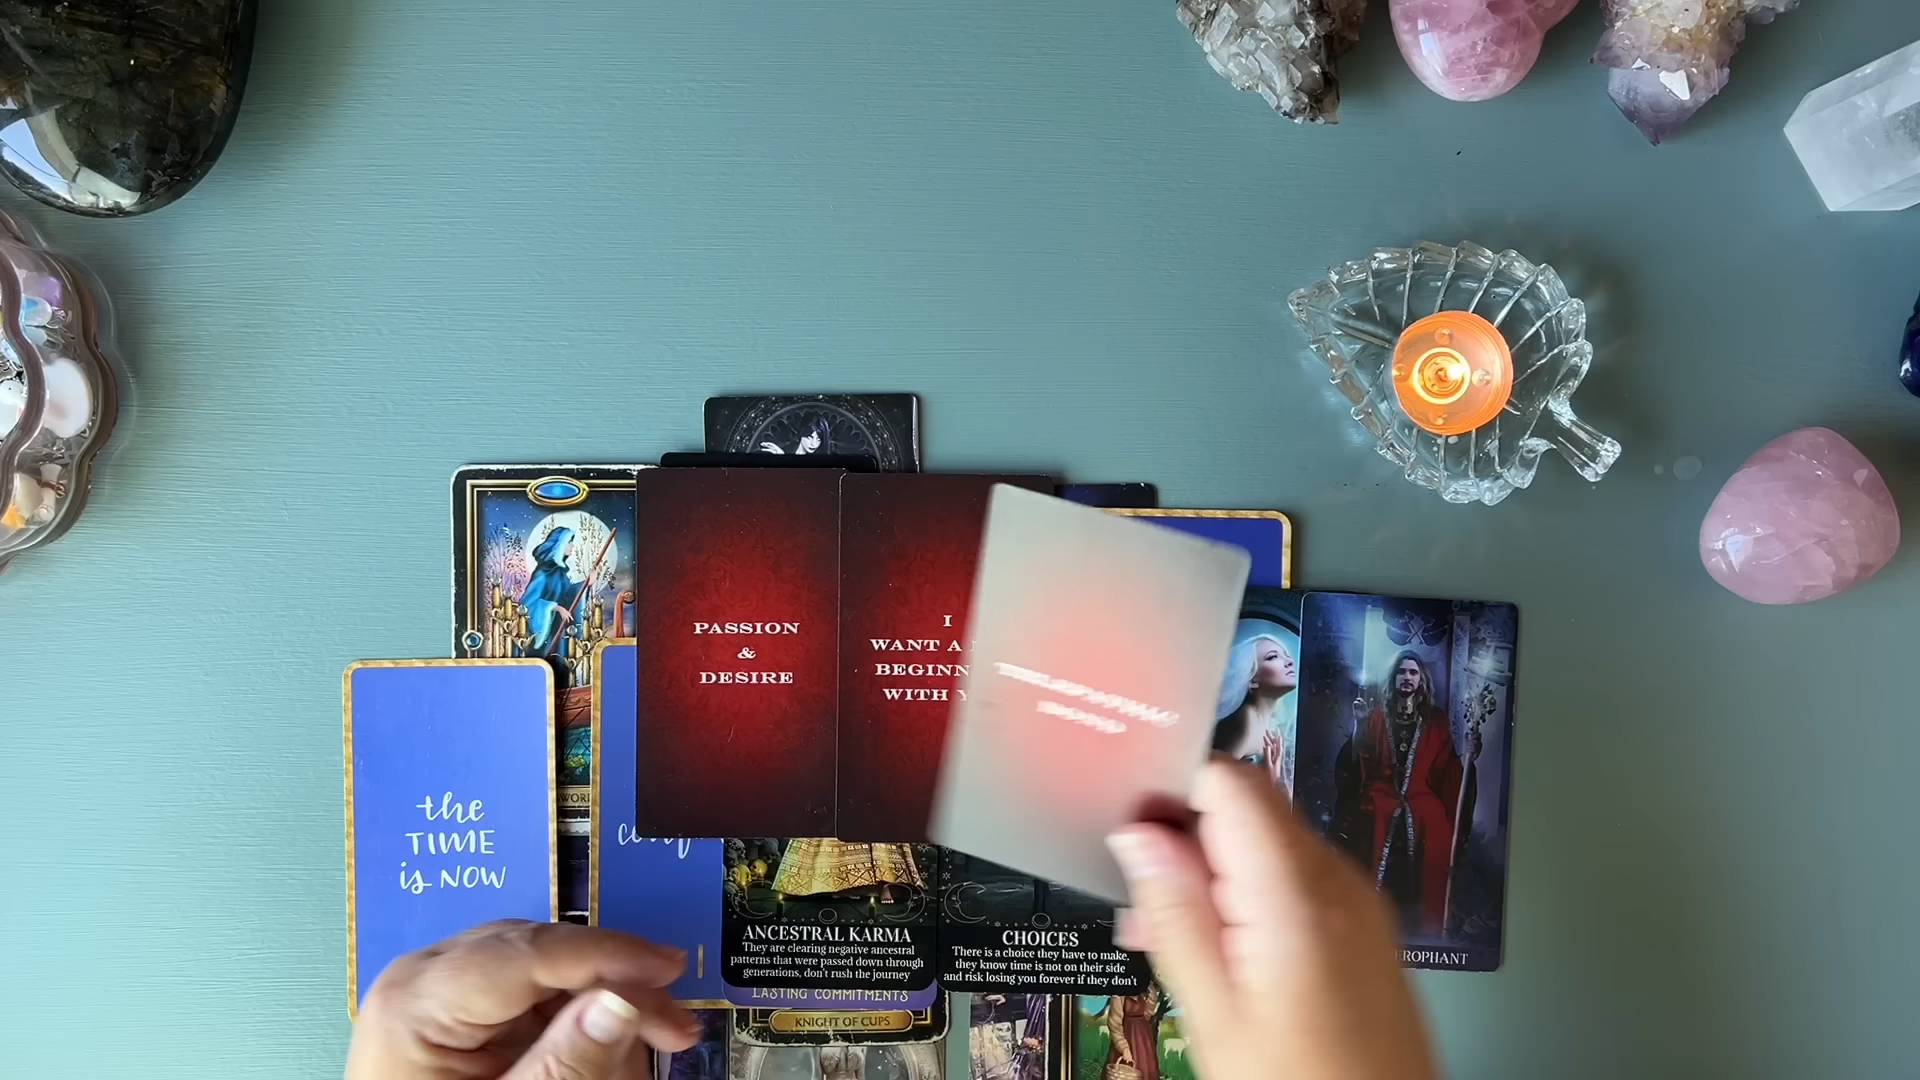 PASSION
&
DESIRE
I
WANT A
BEGINN
WITH
the
TIME
is NOW
ANCESTRAL KARMA
They are clearing negative ancestral
patterns that were passed down through
generations, don't rush the journey
LASTING COMMITMENTS
KNIGHT OF CUPS
CHOICES
There is a choice they have to make,
they know time is not on their side
and risk losing you forever if they don't
EROPHANT